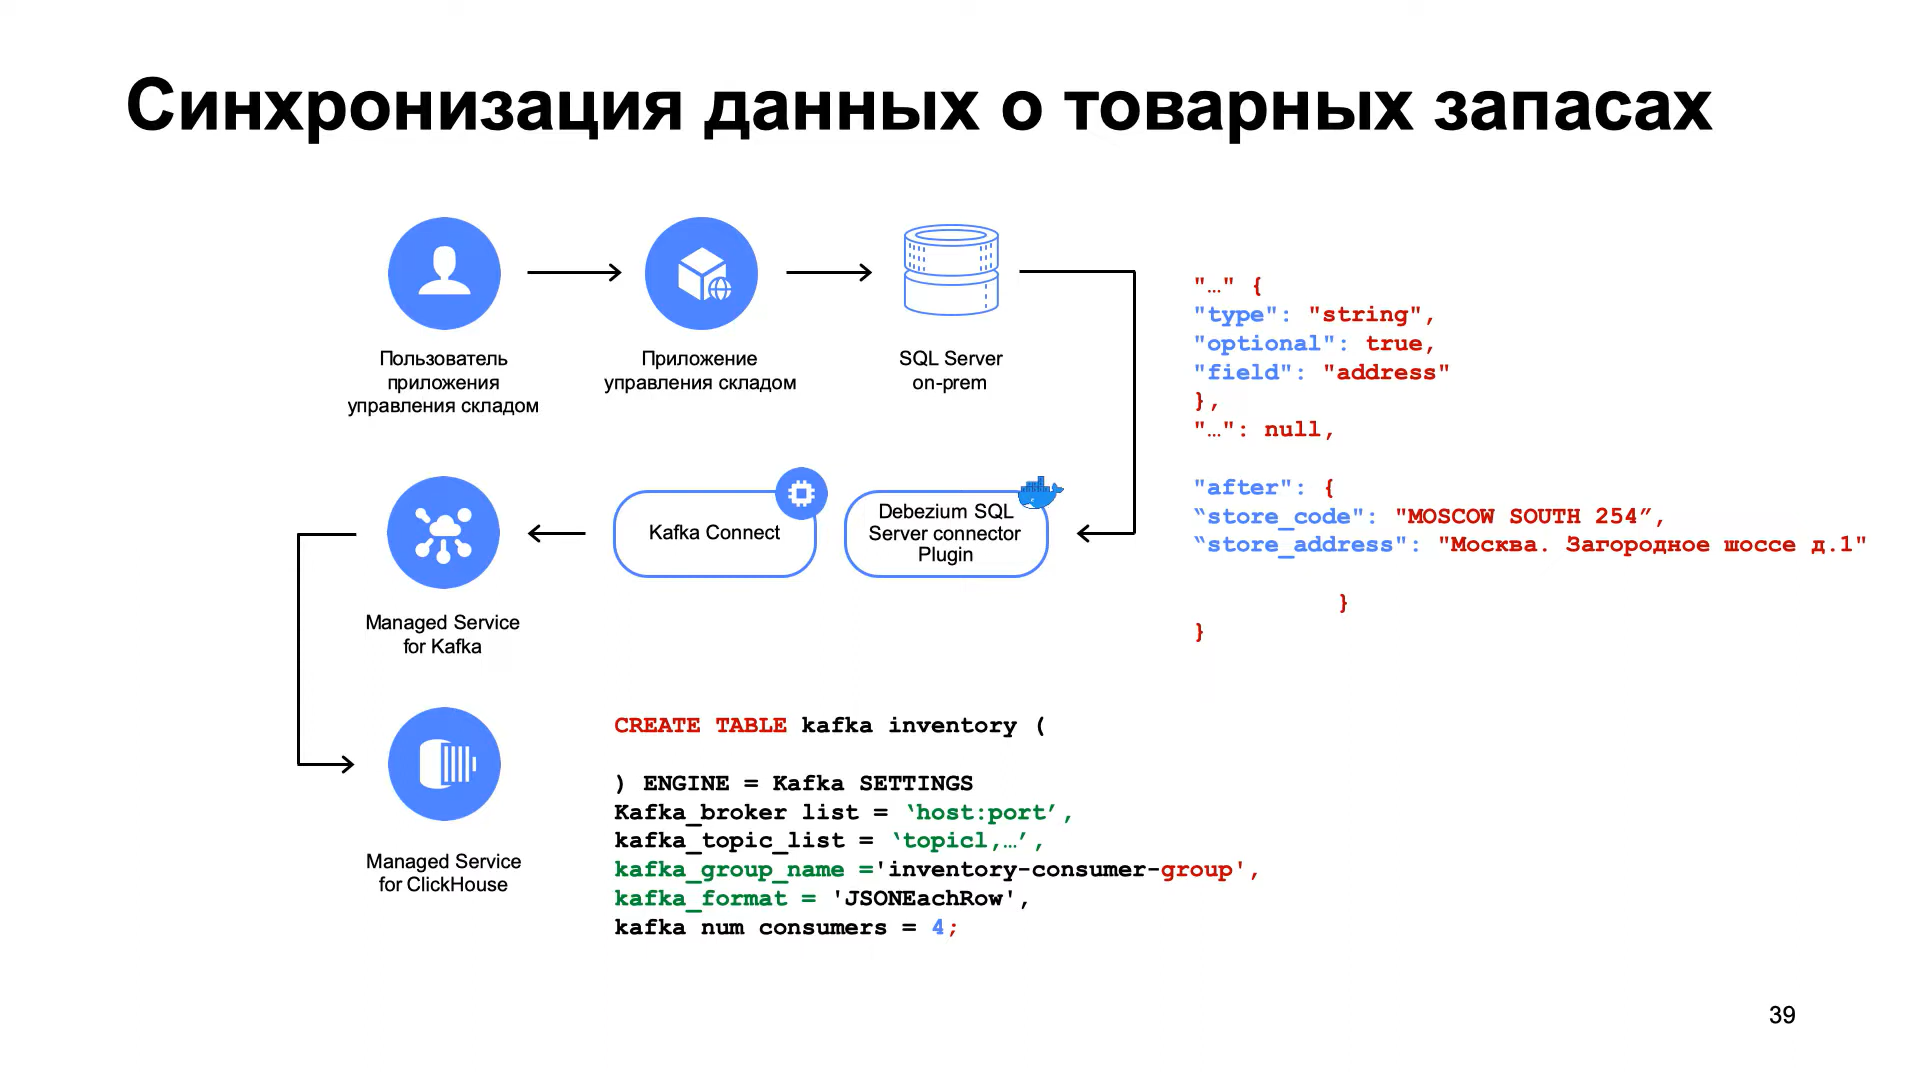 Синхронизация данных о товарных запасах
Пользователь
приложения
управления складом
Приложение
управления складом
SQL Server
on-prem
"…" {
"type": "string",
"optional": true,
"field": "address"
},
"…": null,
"after": {
“store_code": "MOSCOW SOUTH 254”,
“store_address": "Москва. Загородное шоссе д.1"
}
}
Managed Service
for Kafka
Kafka Connect
Debezium SQL
Server connector
Plugin
Managed Service
for ClickHouse
CREATE TABLE kafka inventory (
) ENGINE = Kafka SETTINGS
Kafka_broker list = ‘host:port’,
kafka_topic_list = ‘topicl,…’,
kafka_group_name ='inventory-consumer-group',
kafka_format = 'JSONEachRow',
kafka num consumers = 4;
39